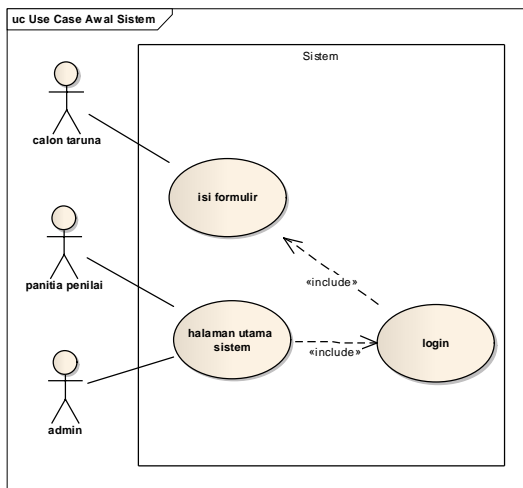 uc Use Case Awal Sistem
Sistem
calon taruna
isi formulir
panitia penilai
«include»
halaman utama
sistem
«include»
login
admin